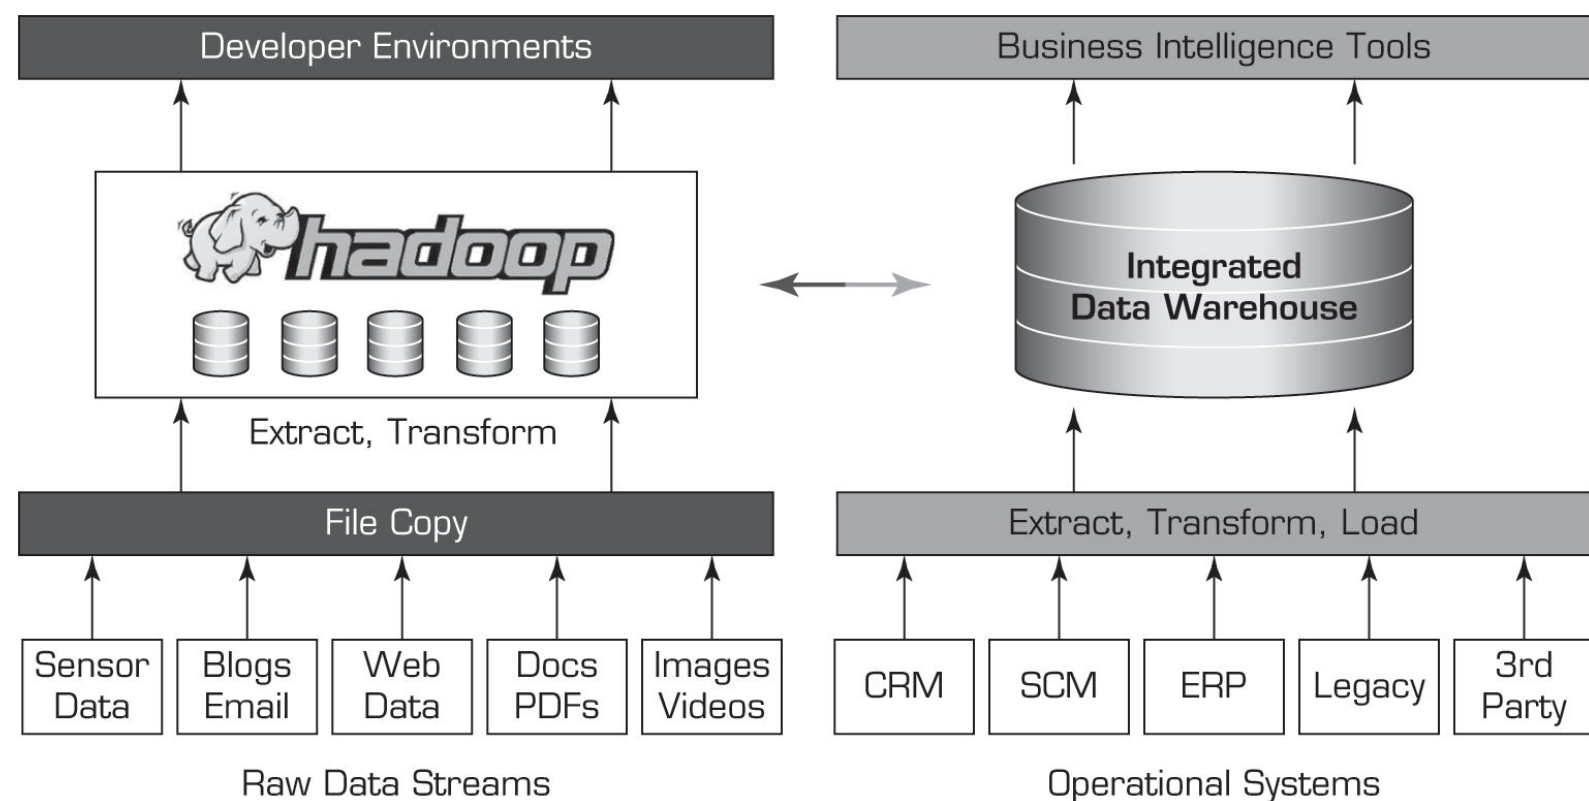 Developer Environments
Business Intelligence Tools
hadoop
Integrated
Data Warehouse
Extract, Transform
File Copy
Extract, Transform, Load
Sensor
Data
Blogs
Email
Web
Data
Docs
PDFs
Images
Videos
CRM
SCM
ERP
Legacy
3rd
Party
Raw Data Streams
Operational Systems